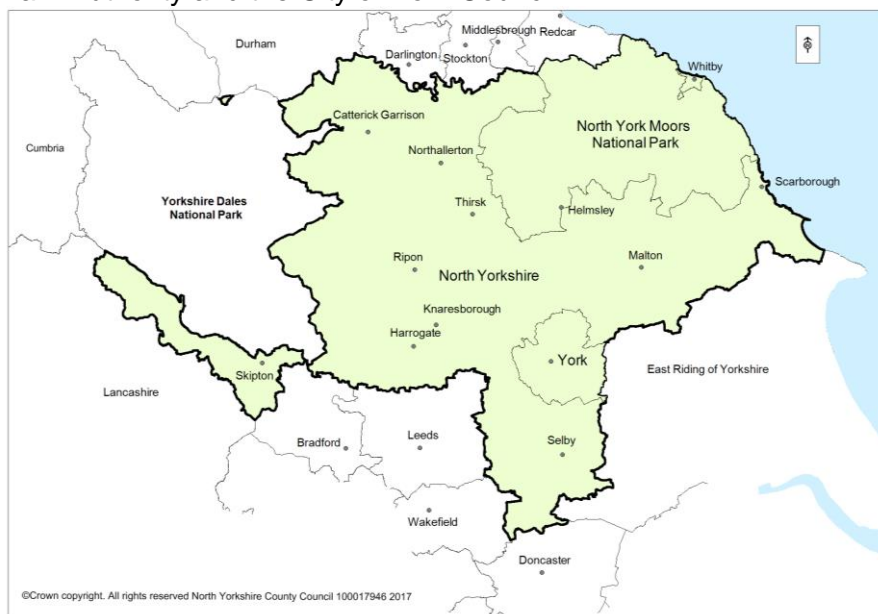 Durham
Middlesbrough
Redcar
Darlington
Stockton
Whitby
Catterick Garrison
North York Moors
National Park
Northallerton
Cumbria
Scarborough
Yorkshire Dales
National Park
Thirsk
Helmsley
Ripon
North Yorkshire
Malton
Knaresborough
Harrogate
York
East Riding of Yorkshire
Skipton
Lancashire
Bradford
Leeds
Selby
Wakefield
Doncaster
©Crown copyright. All rights reserved North Yorkshire County Council 100017946 2017